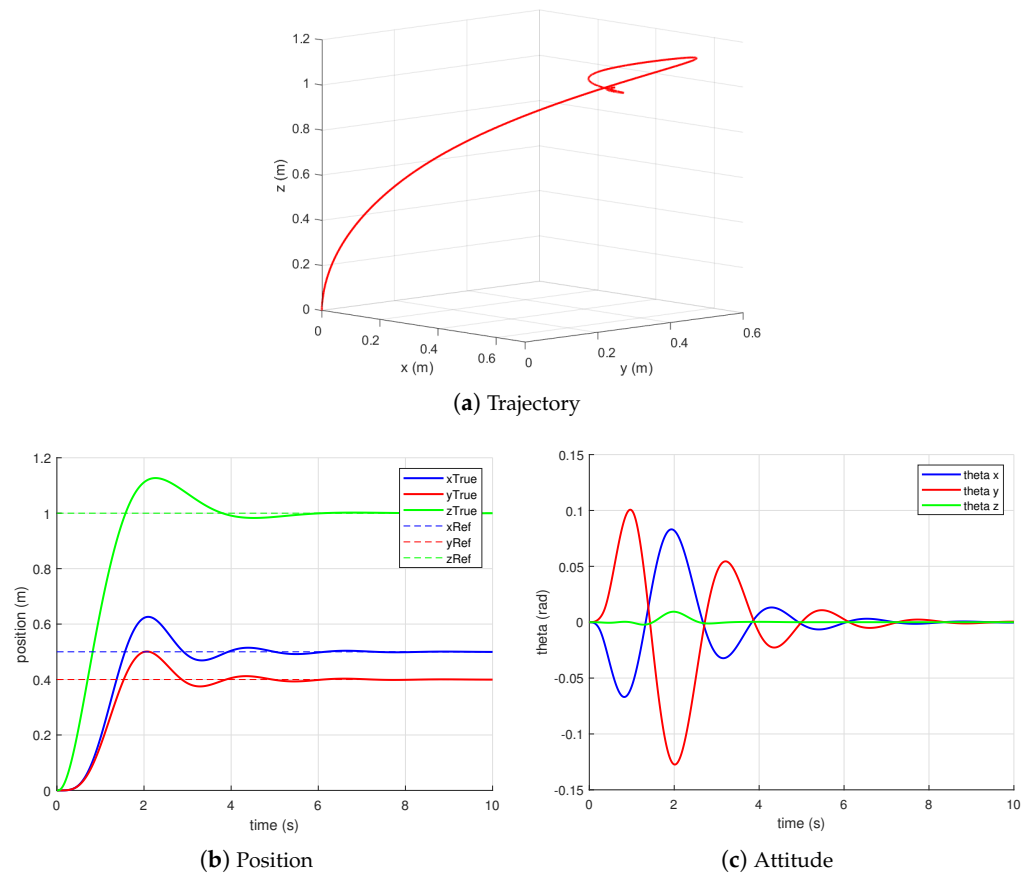 1.2
1
0.8
0.6
z (m)
0.4
0.2
0
0
0.2
0.4
0.6
x (m)
0
0.2
0.6
y (m)
(a) Trajectory
1.2
1
0.8
0.6
0.4
0.2
0
position (m)
xTrue
yTrue
zTrue
xRef
yRef
zRef
0 2 4 6 8 10
time (s)
(b) Position
0.15
0.1
0.05
0
-0.05
-0.1
-0.15
theta (rad)
theta x
theta y
theta z
0 2 4 6 8 10
time (s)
(c) Attitude